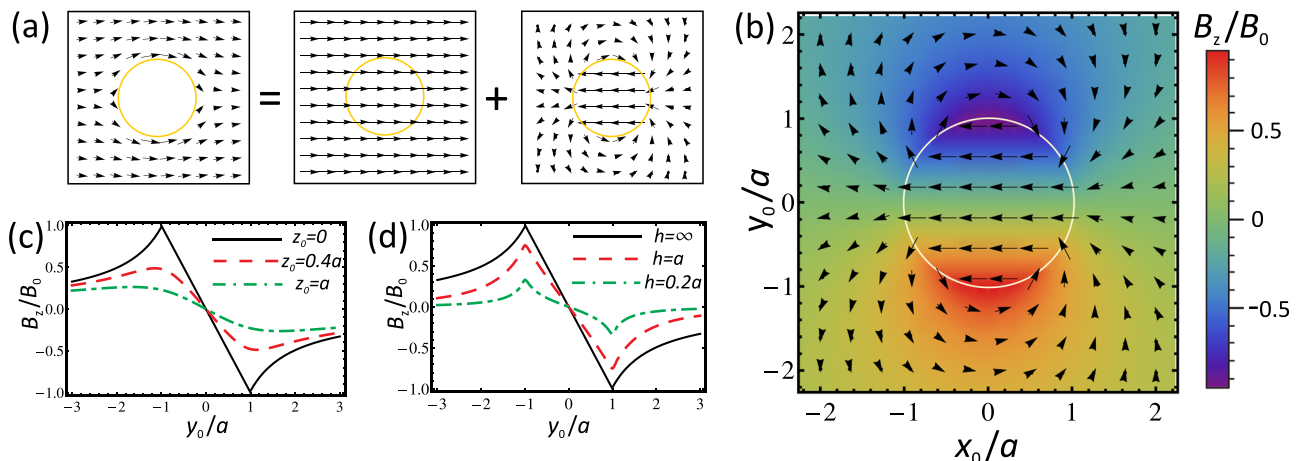 (a)
=
+
(b)
B_z/B_0
2
1
0
-1
-2
y_0/a
-2
-1
0
1
2
x_0/a
0.5
0
-0.5
(c)
1.0
0.5
0.0
-0.5
-1.0
B_z/B_0
z_0=0
z_0=0.4a
z_0=a
-3
-2
-1
0
1
2
3
y_0/a
(d)
1.0
0.5
0.0
-0.5
-1.0
B_z/B_0
h=∞
h=a
h=0.2a
-3
-2
-1
0
1
2
3
y_0/a